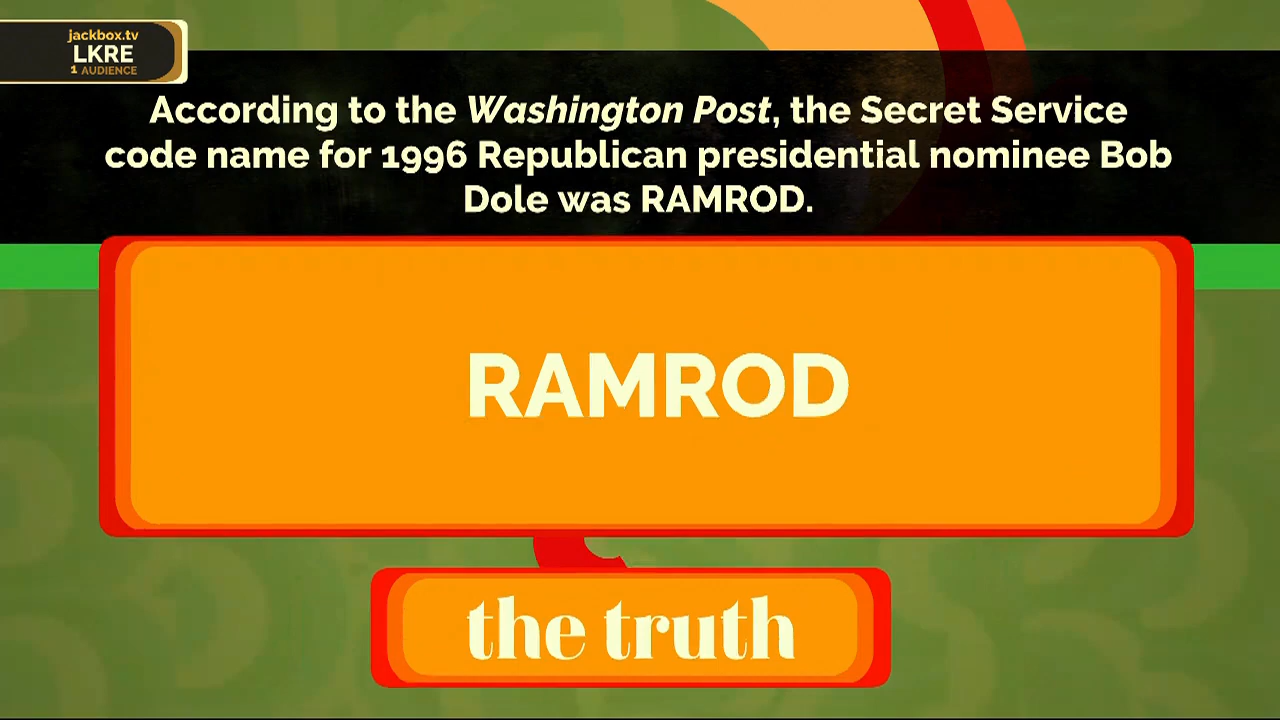 jackbox.tv
LKRE
1 AUDIENCE
According to the Washington Post, the Secret Service
code name for 1996 Republican presidential nominee Bob
Dole was RAMROD.
RAMROD
the truth